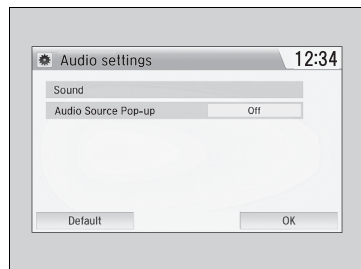 Audio settings 12:34
Sound
Audio Source Pop-up Off
Default OK